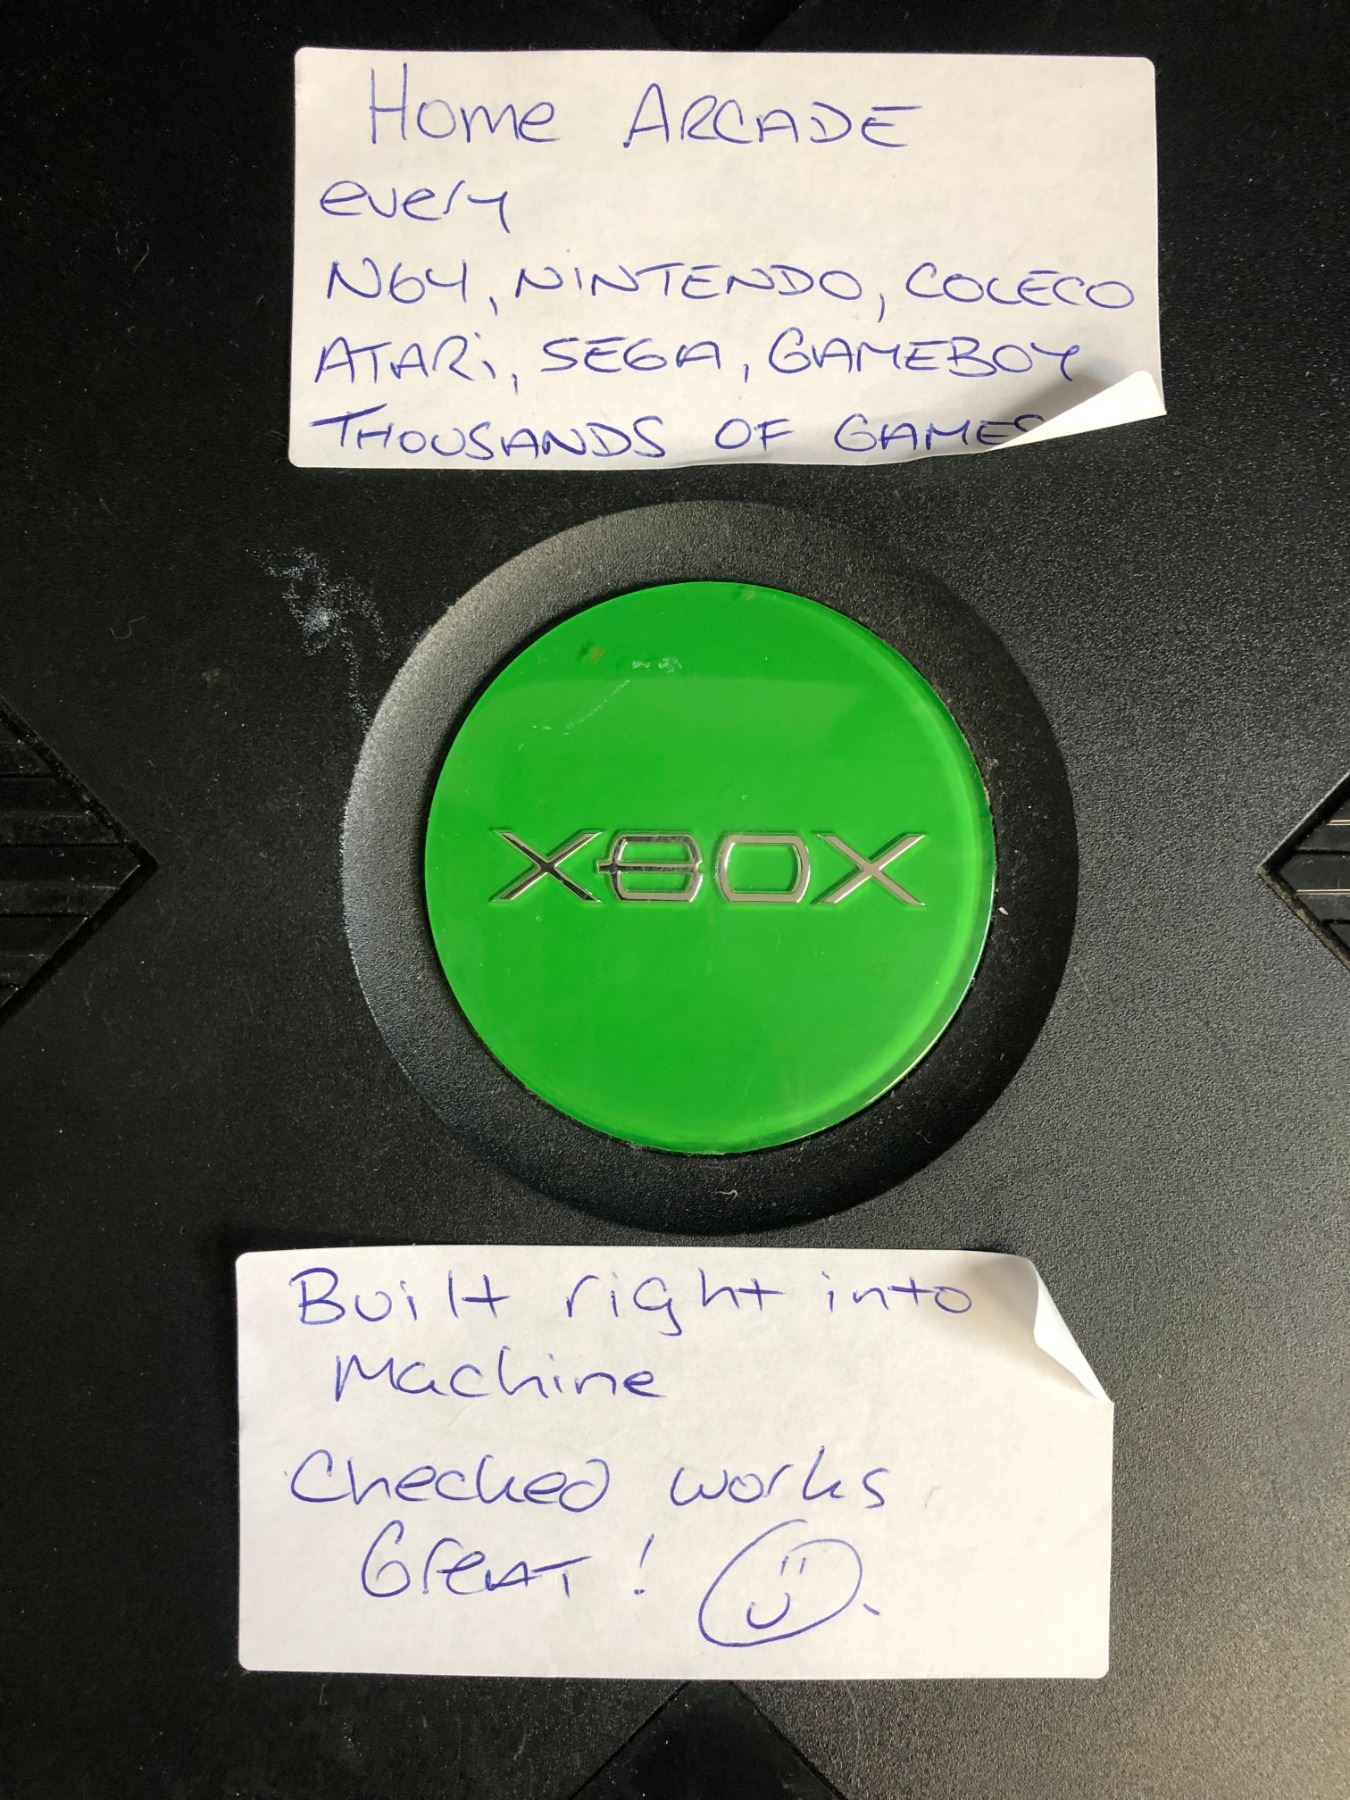 Home ARCADE
every
N64, NINTENDO, COLECO
ATARi, SEGA, GAMEBOY
THOUSANDS OF GAMES
XBOX
Built right into
Machine
Checked works
Great!